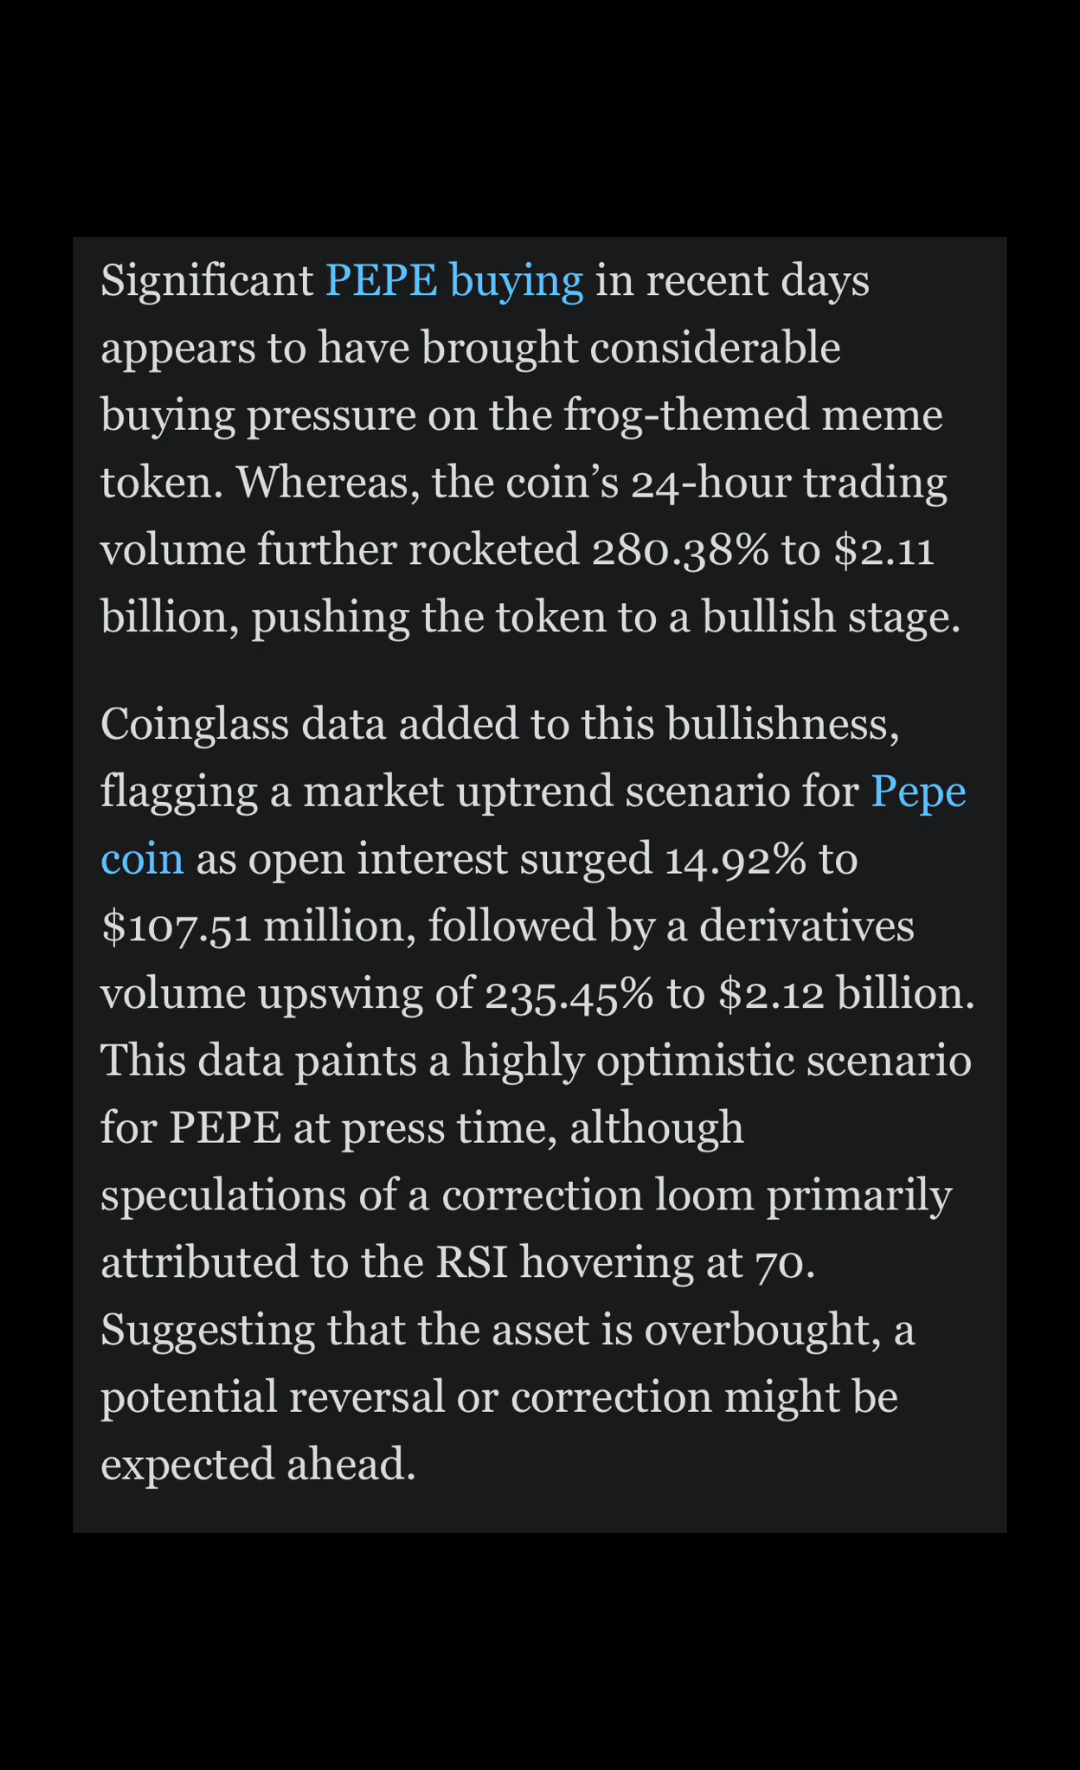 Significant PEPE buying in recent days
appears to have brought considerable
buying pressure on the frog-themed meme
token. Whereas, the coin’s 24-hour trading
volume further rocketed 280.38% to $2.11
billion, pushing the token to a bullish stage.
Coinglass data added to this bullishness,
flagging a market uptrend scenario for Pepe
coin as open interest surged 14.92% to
$107.51 million, followed by a derivatives
volume upswing of 235.45% to $2.12 billion.
This data paints a highly optimistic scenario
for PEPE at press time, although
speculations of a correction loom primarily
attributed to the RSI hovering at 70.
Suggesting that the asset is overbought, a
potential reversal or correction might be
expected ahead.